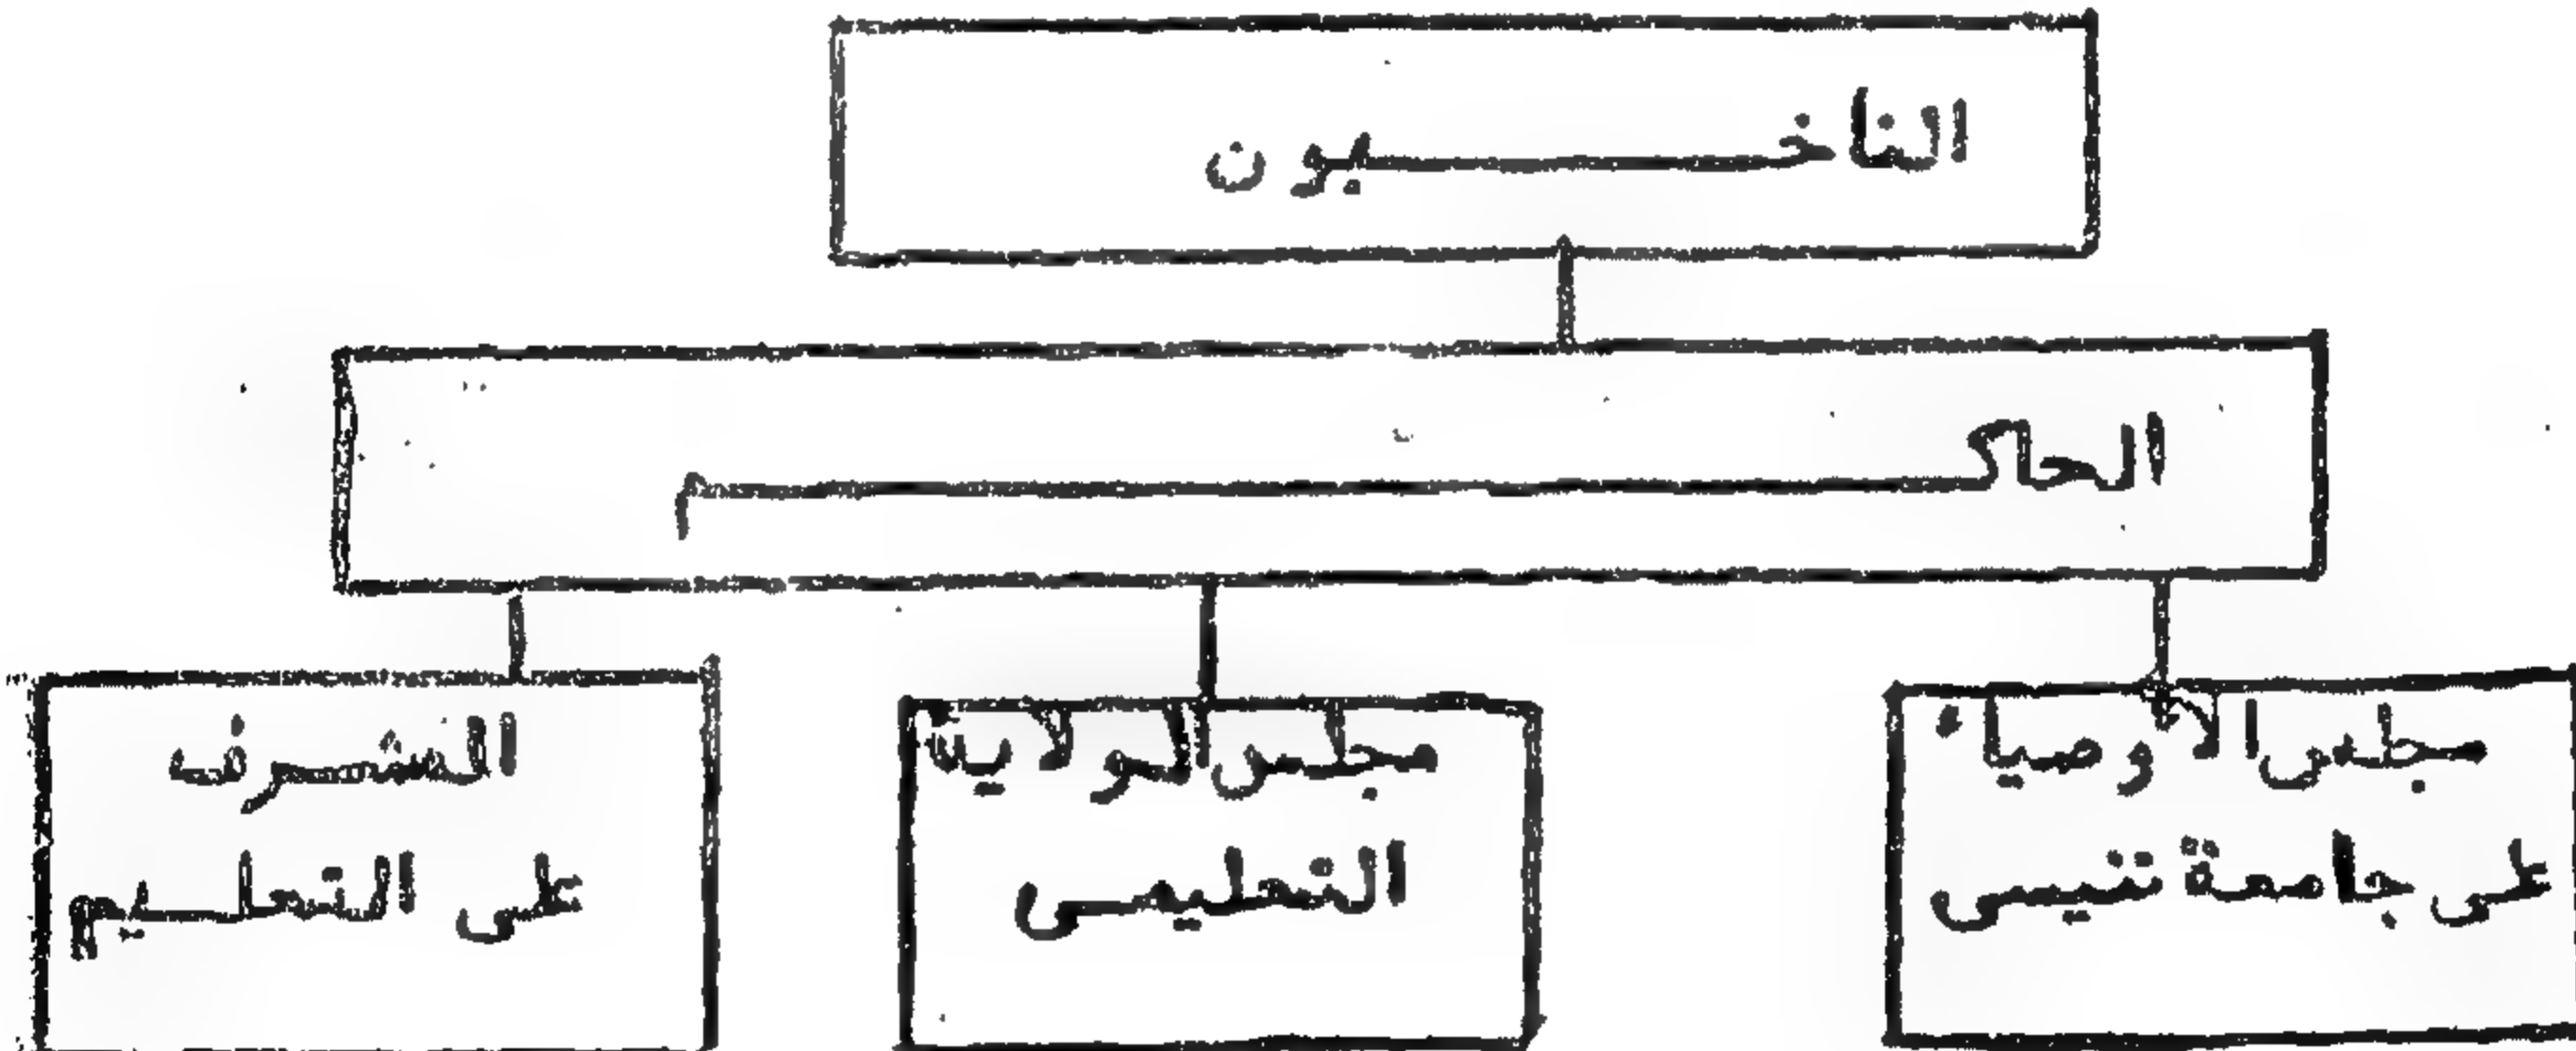 الناخبون
الحاكم
مجلس الأوصياء
على جامعة تنيسى
مجلس الولاية
التعليمى
المشرف
على التعليم